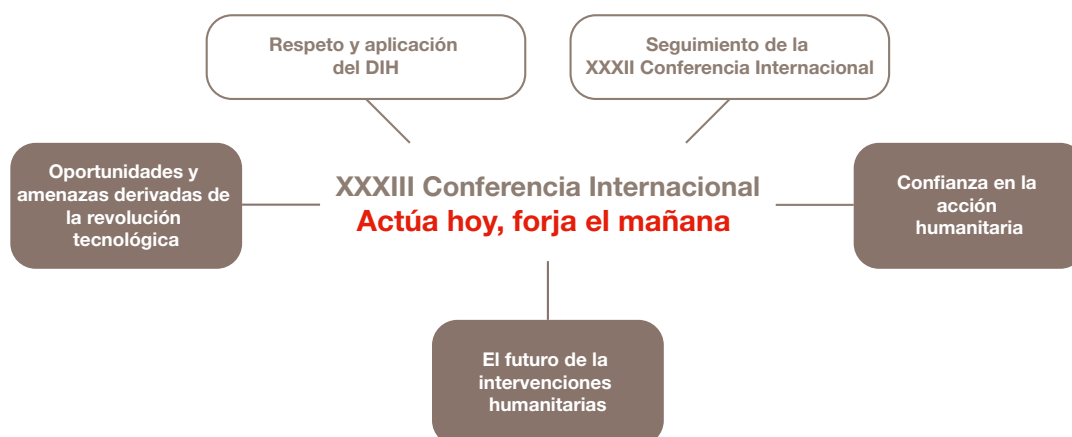 Respeto y aplicación
del DIH
Seguimiento de la
XXXII Conferencia Internacional
Oportunidades y
amenazas derivadas de
la revolución
tecnológica
XXXIII Conferencia Internacional
Actúa hoy, forja el mañana
Confianza en la
acción
humanitaria
El futuro de la
intervenciones
humanitarias